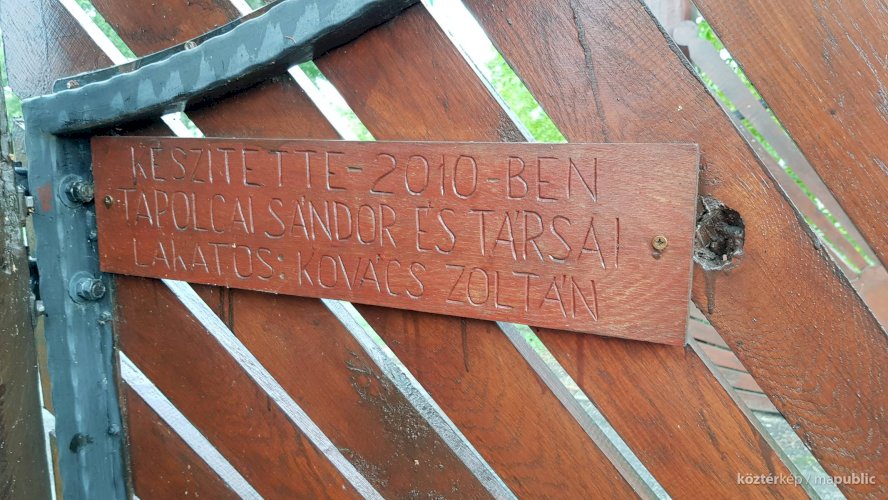 KÉSZITETTE-2010-BEN
TAPOLCAI SÁNDOR ÉS TÁRSAI
LAKATOS: KOVÁCS ZOLTÁN
köztérkép / mapublic